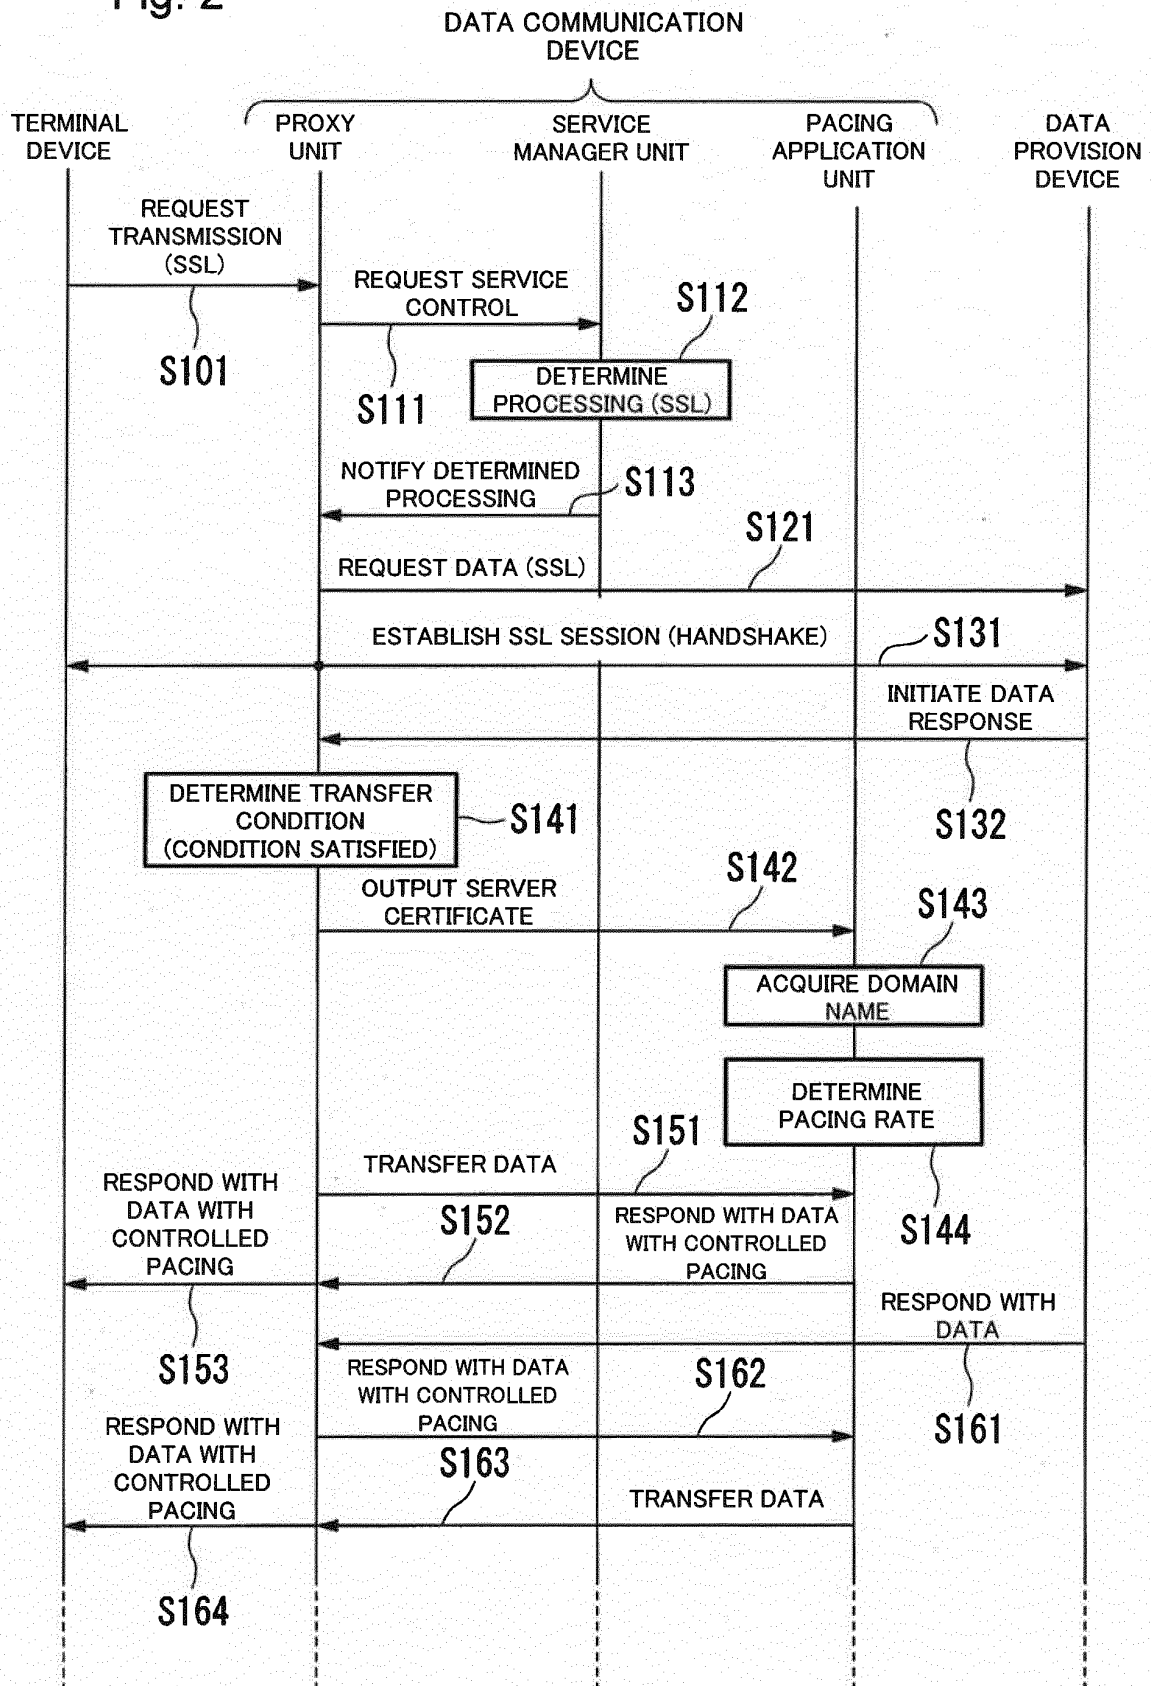 Fig. 2
DATA COMMUNICATION
DEVICE
TERMINAL
DEVICE
PROXY
UNIT
SERVICE
MANAGER UNIT
PACING
APPLICATION
UNIT
DATA
PROVISION
DEVICE
REQUEST
TRANSMISSION
(SSL)
S101
REQUEST SERVICE
CONTROL
S111
S112
DETERMINE
PROCESSING (SSL)
NOTIFY DETERMINED
PROCESSING
S113
S121
REQUEST DATA (SSL)
ESTABLISH SSL SESSION (HANDSHAKE)
S131
INITIATE DATA
RESPONSE
S132
DETERMINE TRANSFER
CONDITION
(CONDITION SATISFIED)
S141
OUTPUT SERVER
CERTIFICATE
S142
S143
ACQUIRE DOMAIN
NAME
DETERMINE
PACING RATE
S144
TRANSFER DATA
S151
RESPOND WITH
DATA WITH
CONTROLLED
PACING
S152
RESPOND WITH DATA
WITH CONTROLLED
PACING
S153
RESPOND WITH
DATA
S161
RESPOND WITH DATA
WITH CONTROLLED
PACING
S162
RESPOND WITH
DATA WITH
CONTROLLED
PACING
S163
TRANSFER DATA
S164